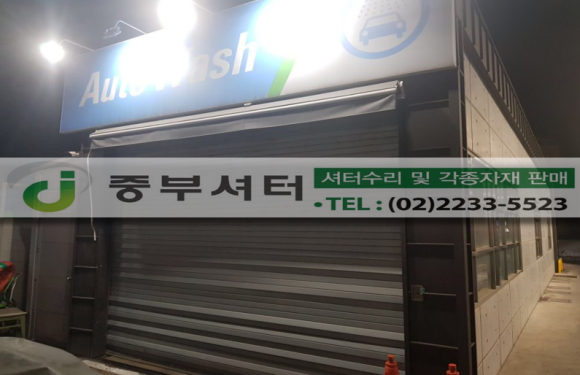 Auto Wash
중부셔터
셔터수리 및 각종자재 판매
•TEL : (02)2233-5523